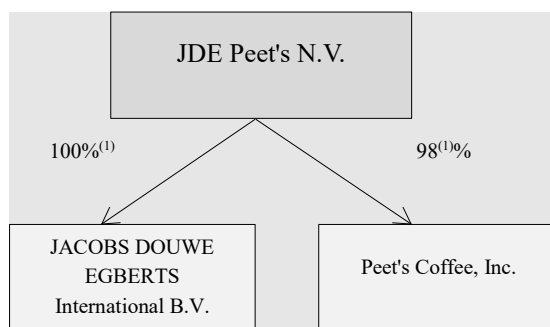 JDE Peet's N.V.
100%(1)
98(1)%
JACOBS DOUWE
EGBERTS
International B.V.
Peet's Coffee, Inc.